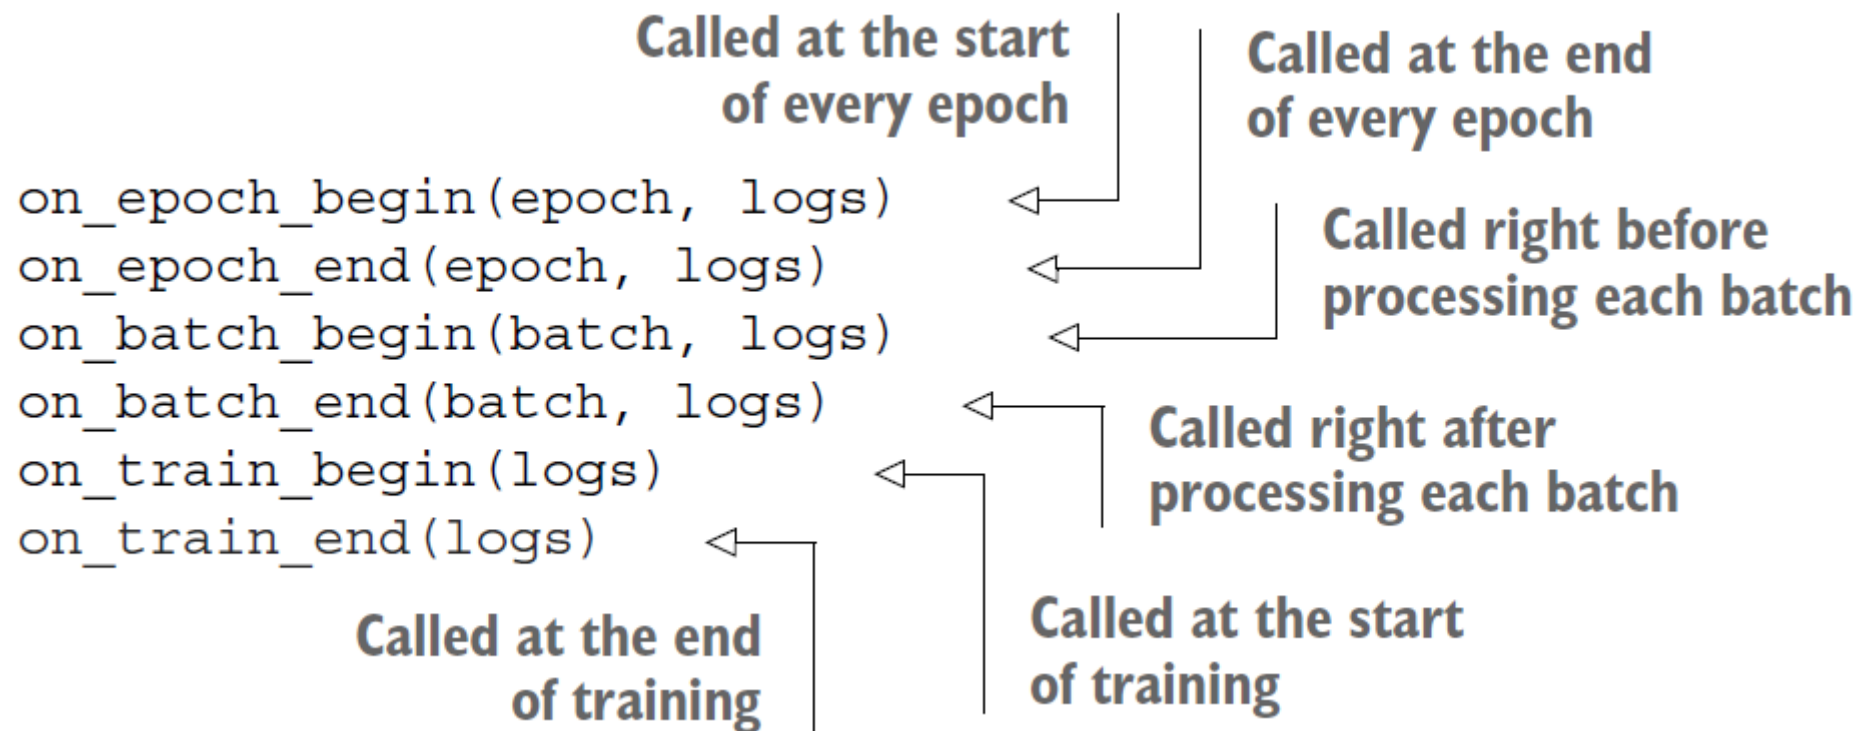 Called at the start
of every epoch
Called at the end
of every epoch
on_epoch_begin(epoch, logs)
on_epoch_end(epoch, logs)
on_batch_begin(batch, logs)
on_batch_end(batch, logs)
on_train_begin(logs)
on_train_end(logs)
Called right before
processing each batch
Called right after
processing each batch
Called at the start
of training
Called at the end
of training